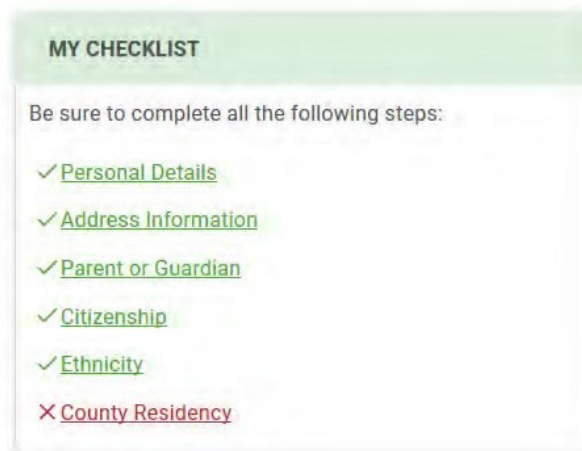 MY CHECKLIST
Be sure to complete all the following steps:
Personal Details
Address Information
Parent or Guardian
Citizenship
Ethnicity
County Residency